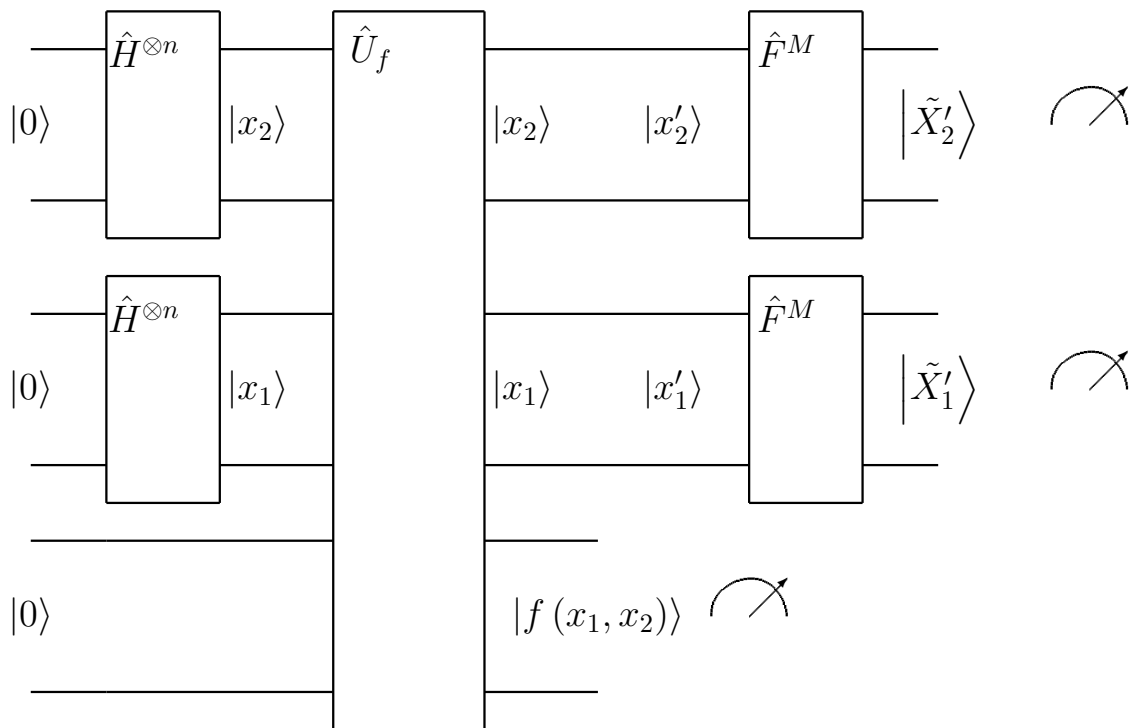 Ĥ⊗n Û_f F̂^M
|0⟩ |x₂⟩ |x₂⟩ |x′₂⟩ |X̃′₂⟩
Ĥ⊗n F̂^M
|0⟩ |x₁⟩ |x₁⟩ |x′₁⟩ |X̃′₁⟩
|0⟩ |f (x₁, x₂)⟩